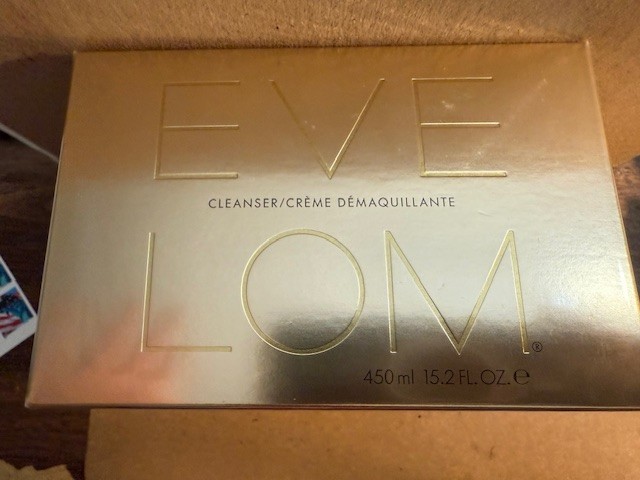 EVE
CLEANSER/CRÈME DÉMAQUILLANTE
LOM®
450 ml 15.2 FL. OZ. ℮